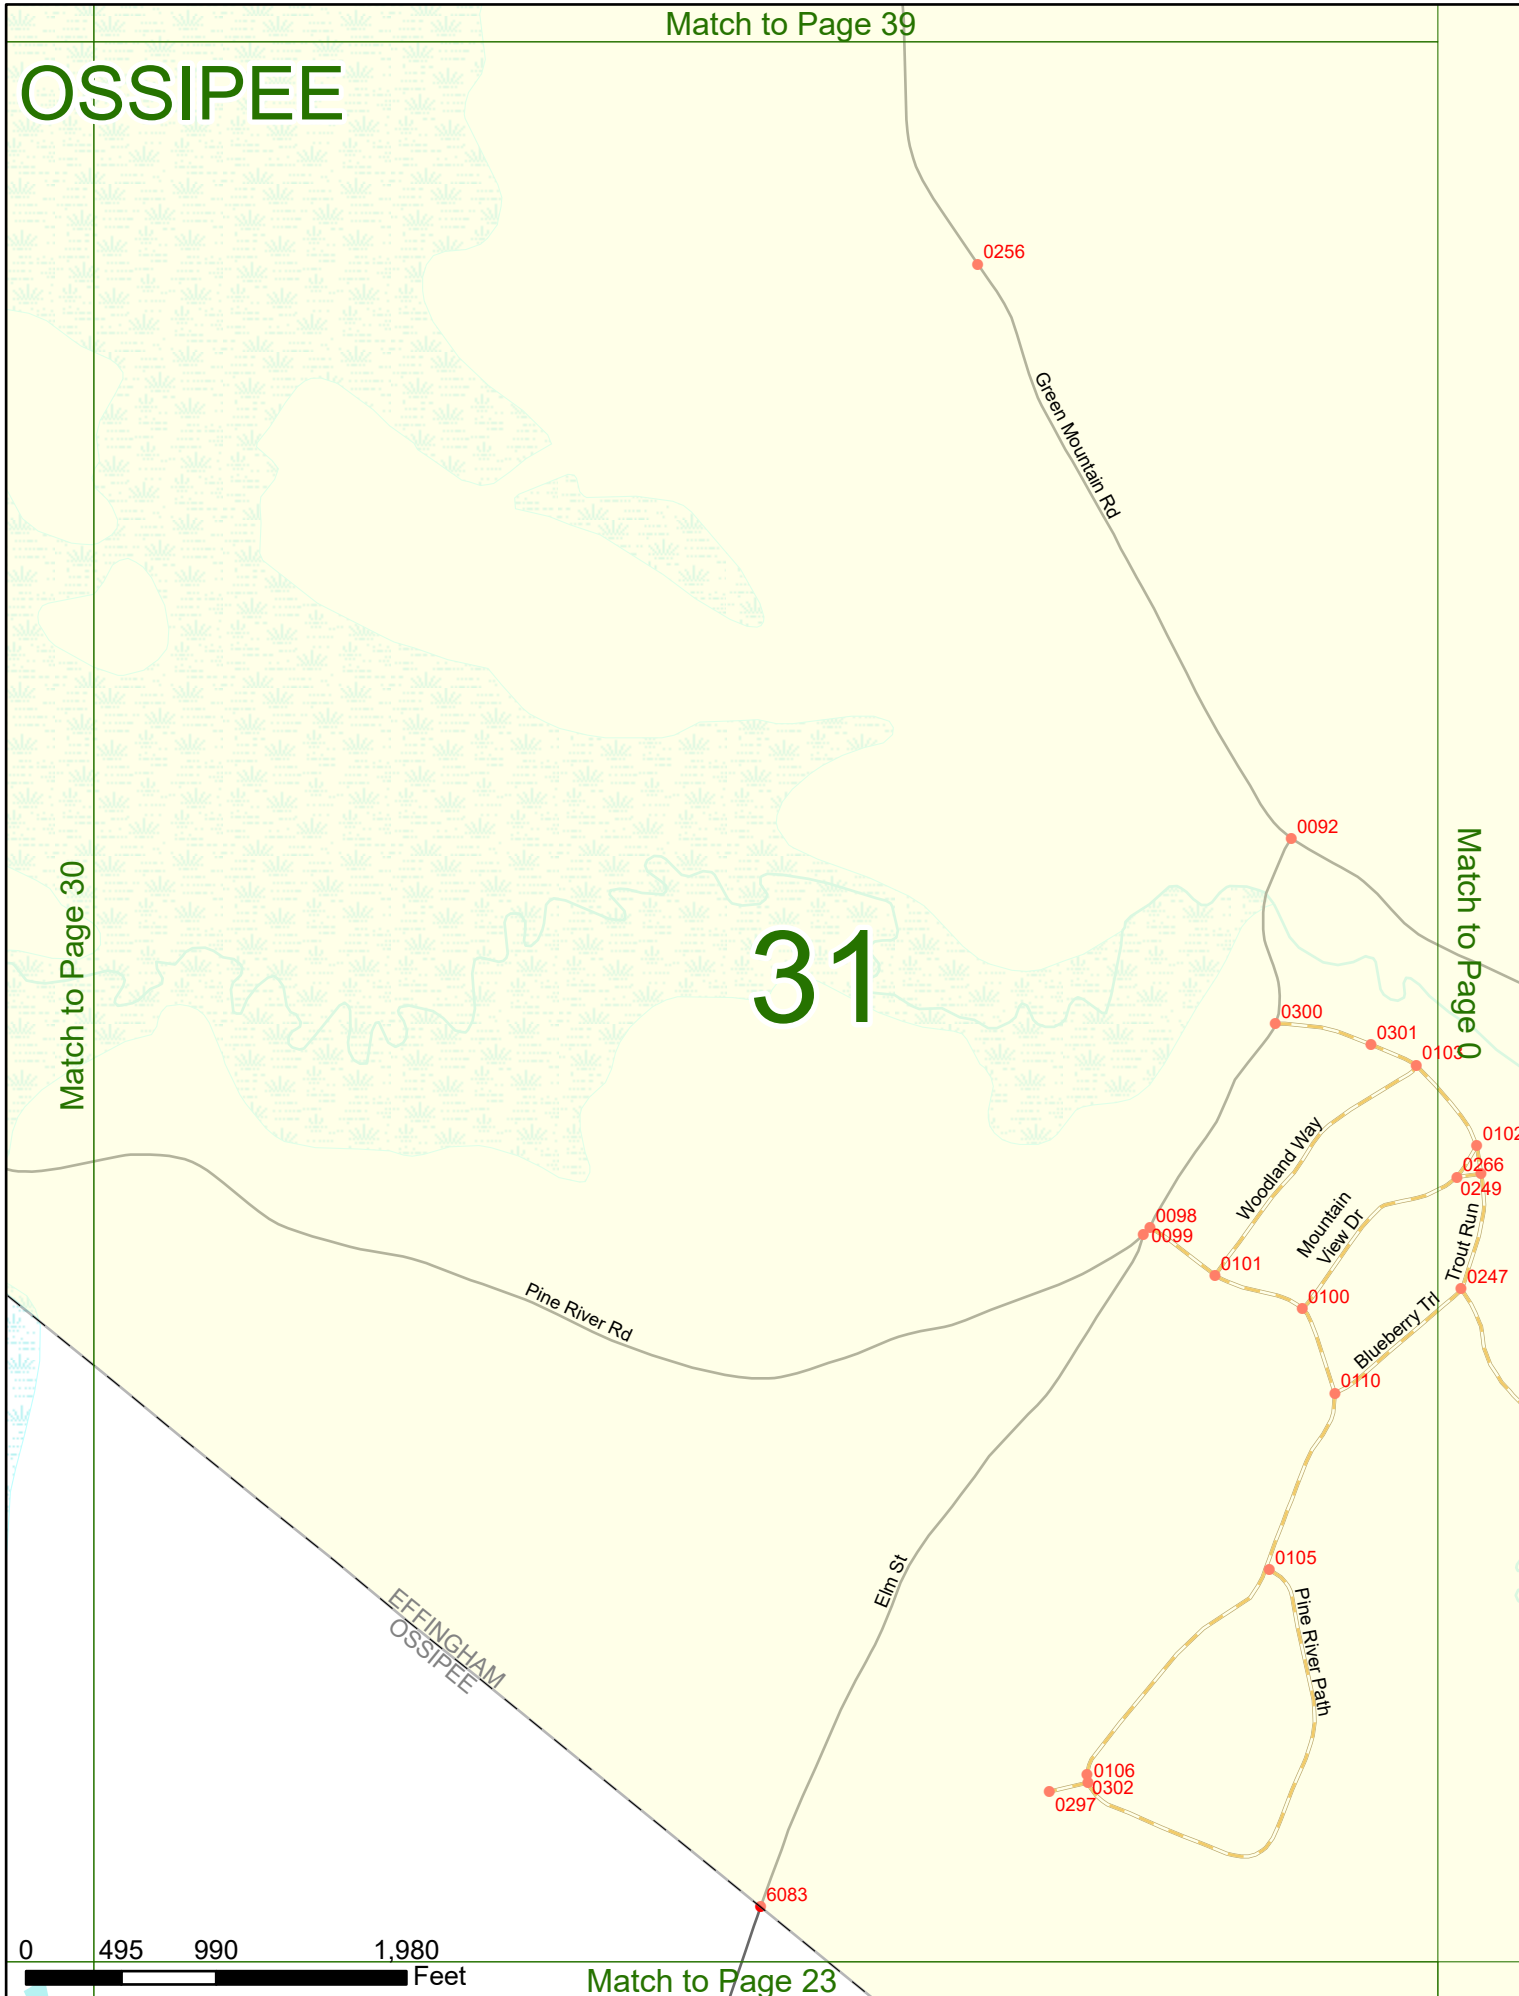 Match to Page 39
OSSIPEE
0256
Green Mountain Rd
0092
Match to Page 30
31
Match to Page 0
0300
0301
0103
0102
0266
0249
Woodland Way
Mountain
View Dr
Trout Run
0098
0099
0101
0100
0247
Pine River Rd
Blueberry Trl
0110
Elm St
0105
Pine River Path
EFFINGHAM
OSSIPEE
0106
0302
0297
6083
0 495 990 1,980
Feet
Match to Page 23